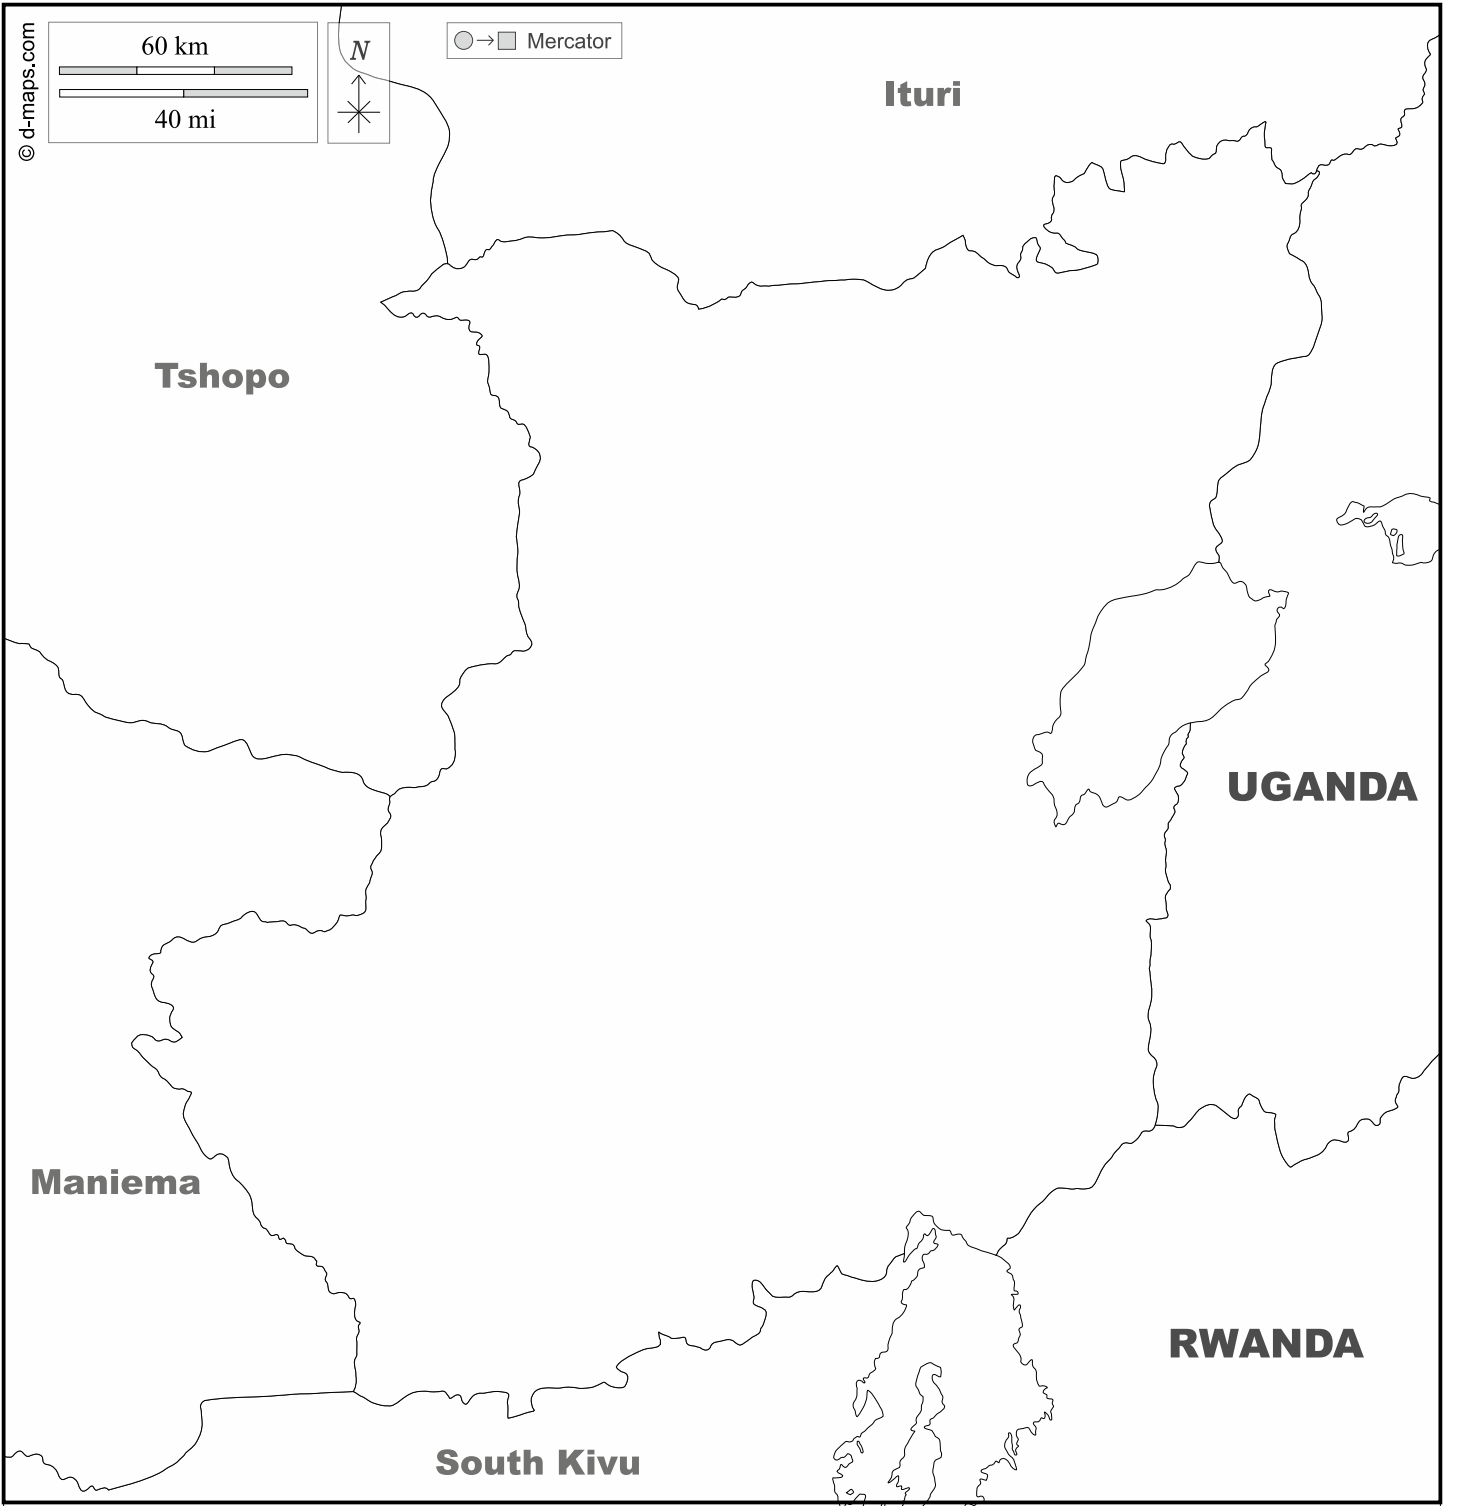 © d-maps.com
60 km
40 mi
N
Mercator
Ituri
Tshopo
UGANDA
Maniema
RWANDA
South Kivu